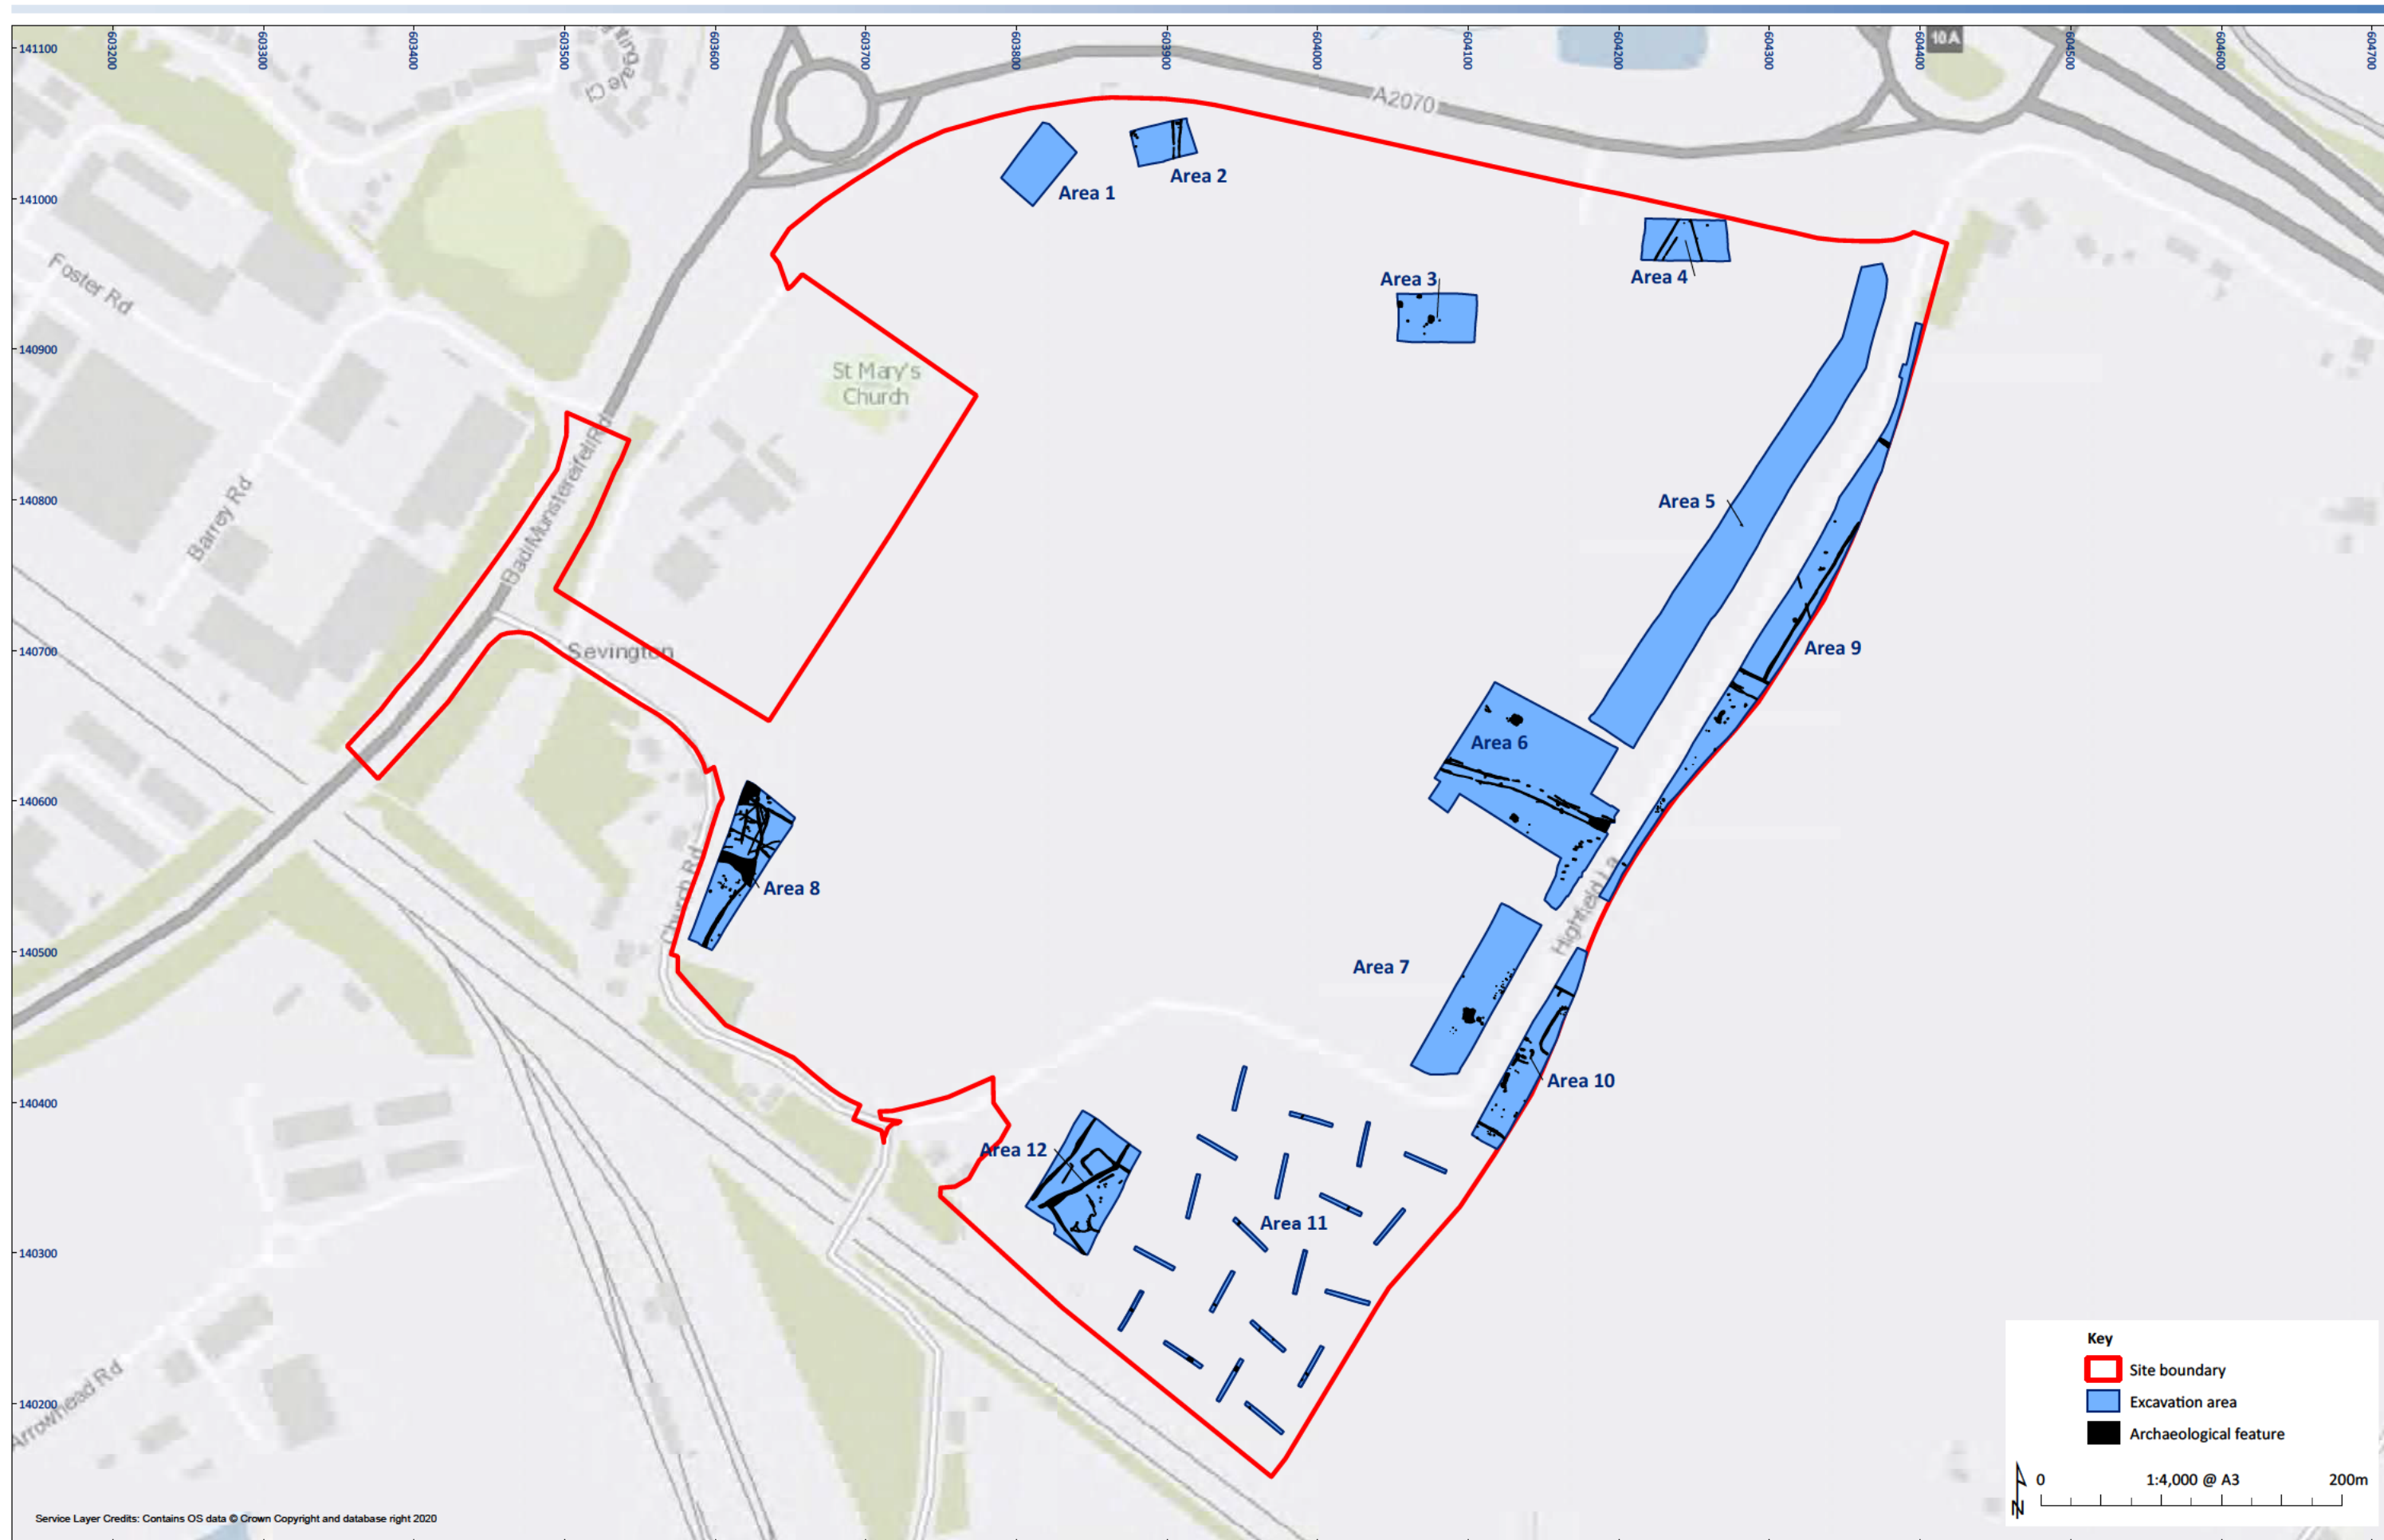 603200
603300
603400
603500
603600
603700
603800
603900
604000
604100
604200
604300
604400
604500
604600
604700
141100
141000
140900
140800
140700
140600
140500
140400
140300
140200
10A
A2070
Area 1
Area 2
Area 3
Area 4
Foster Rd
St Mary's
Church
Barrey Rd
Bad Munstereifel Rd
Area 5
Sevington
Area 9
Area 6
Church Rd
Area 8
Highfield La
Area 7
Area 10
Area 12
Area 11
Arrowhead Rd
Key
Site boundary
Excavation area
Archaeological feature
N
0 1:4,000 @ A3 200m
Service Layer Credits: Contains OS data © Crown Copyright and database right 2020